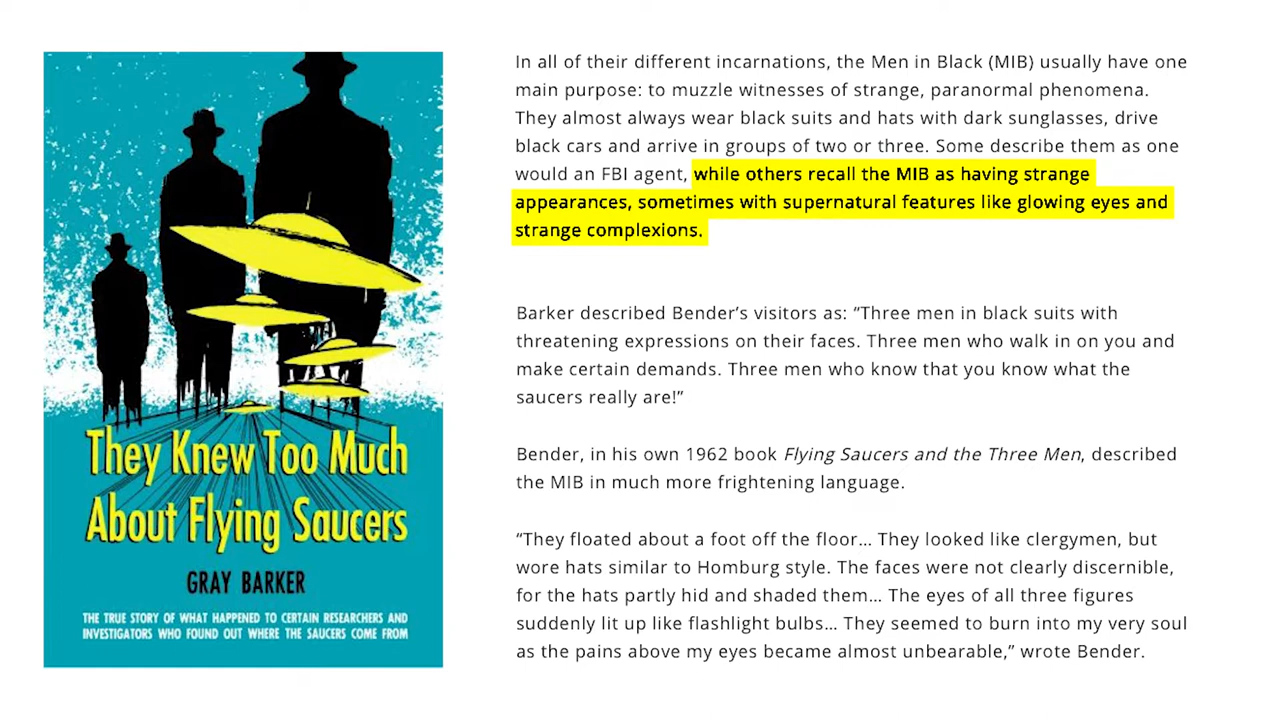 In all of their different incarnations, the Men in Black (MIB) usually have one
main purpose: to muzzle witnesses of strange, paranormal phenomena.
They almost always wear black suits and hats with dark sunglasses, drive
black cars and arrive in groups of two or three. Some describe them as one
would an FBI agent, while others recall the MIB as having strange
appearances, sometimes with supernatural features like glowing eyes and
strange complexions.
Barker described Bender’s visitors as: “Three men in black suits with
threatening expressions on their faces. Three men who walk in on you and
make certain demands. Three men who know that you know what the
saucers really are!”
Bender, in his own 1962 book Flying Saucers and the Three Men, described
the MIB in much more frightening language.
“They floated about a foot off the floor… They looked like clergymen, but
wore hats similar to Homburg style. The faces were not clearly discernible,
for the hats partly hid and shaded them… The eyes of all three figures
suddenly lit up like flashlight bulbs… They seemed to burn into my very soul
as the pains above my eyes became almost unbearable,” wrote Bender.
They Knew Too Much
About Flying Saucers
GRAY BARKER
THE TRUE STORY OF WHAT HAPPENED TO CERTAIN RESEARCHERS AND
INVESTIGATORS WHO FOUND OUT WHERE THE SAUCERS COME FROM